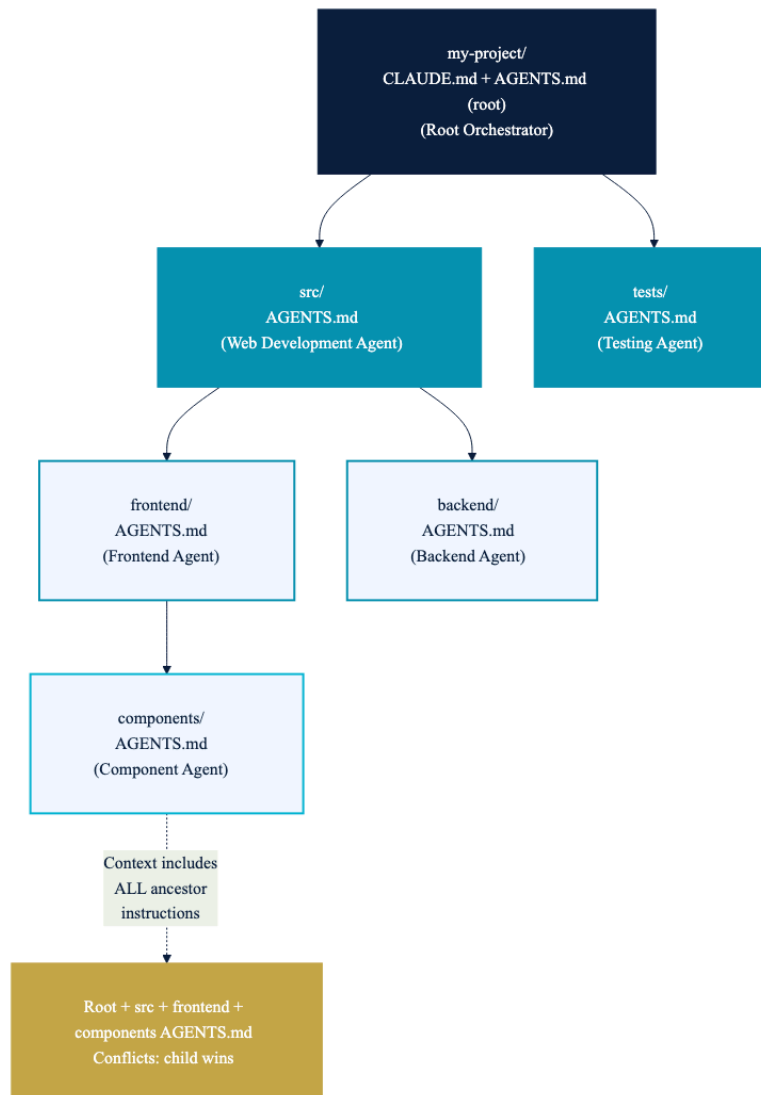 my-project/
CLAUDE.md + AGENTS.md
(root)
(Root Orchestrator)
src/
AGENTS.md
(Web Development Agent)
tests/
AGENTS.md
(Testing Agent)
frontend/
AGENTS.md
(Frontend Agent)
backend/
AGENTS.md
(Backend Agent)
components/
AGENTS.md
(Component Agent)
Context includes
ALL ancestor
instructions
Root + src + frontend +
components AGENTS.md
Conflicts: child wins